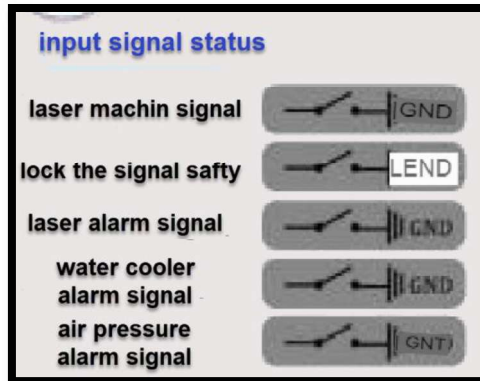 input signal status
laser machin signal GND
lock the signal safty LEND
laser alarm signal GND
water cooler
alarm signal GND
air pressure
alarm signal GNT)